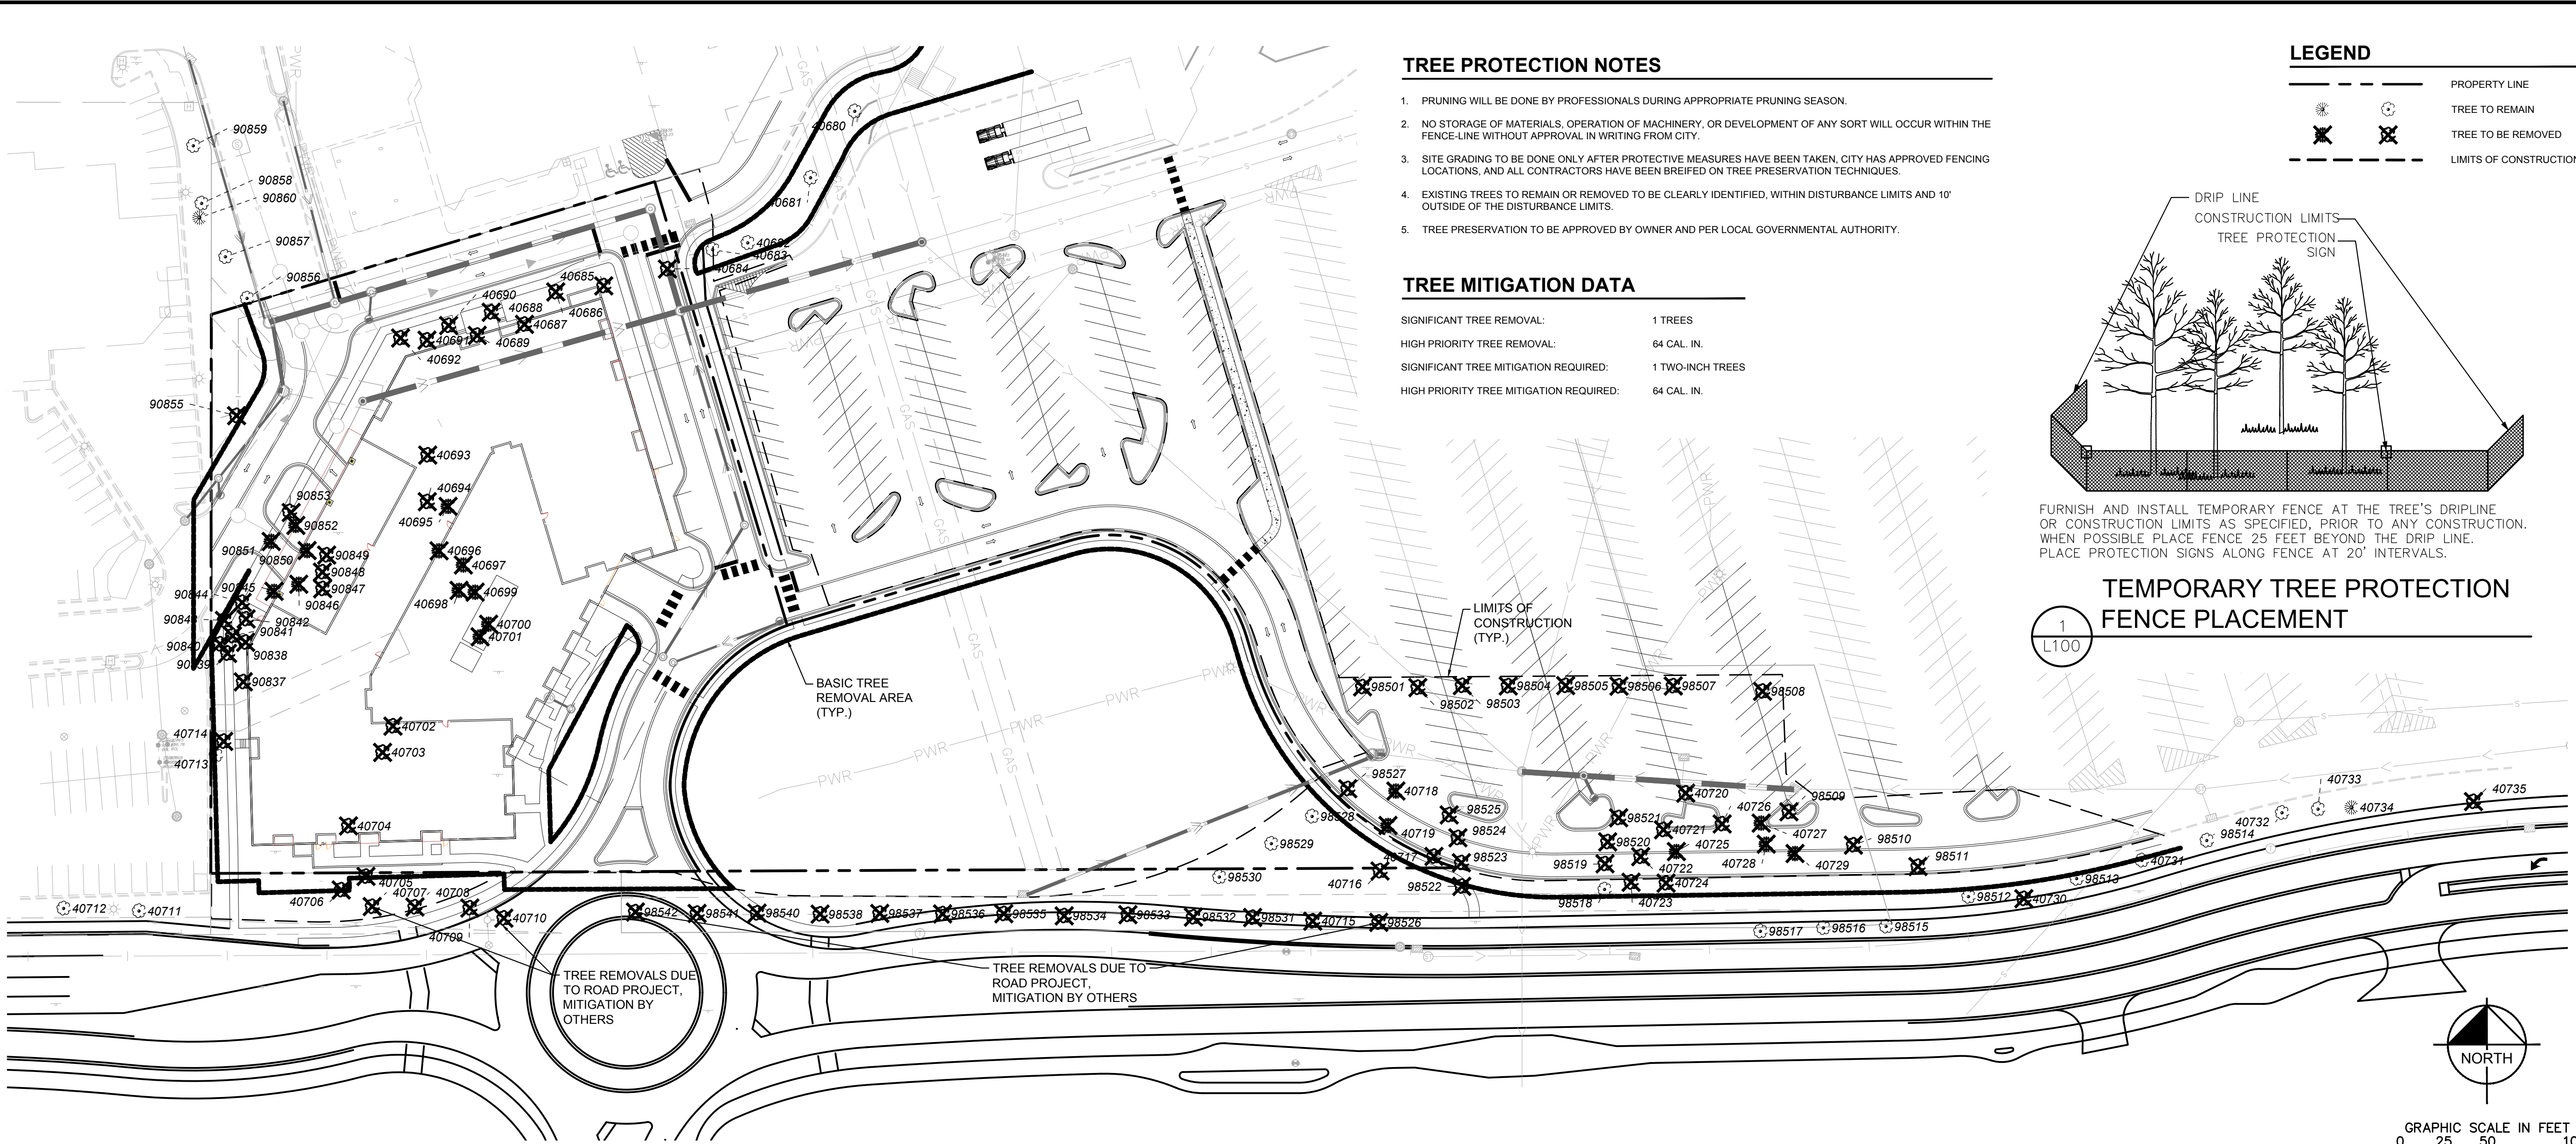 TREE PROTECTION NOTES
1. PRUNING WILL BE DONE BY PROFESSIONALS DURING APPROPRIATE PRUNING SEASON.
2. NO STORAGE OF MATERIALS, OPERATION OF MACHINERY, OR DEVELOPMENT OF ANY SORT WILL OCCUR WITHIN THE
FENCE-LINE WITHOUT APPROVAL IN WRITING FROM CITY.
3. SITE GRADING TO BE DONE ONLY AFTER PROTECTIVE MEASURES HAVE BEEN TAKEN, CITY HAS APPROVED FENCING
LOCATIONS, AND ALL CONTRACTORS HAVE BEEN BREIFED ON TREE PRESERVATION TECHNIQUES.
4. EXISTING TREES TO REMAIN OR REMOVED TO BE CLEARLY IDENTIFIED, WITHIN DISTURBANCE LIMITS AND 10'
OUTSIDE OF THE DISTURBANCE LIMITS.
5. TREE PRESERVATION TO BE APPROVED BY OWNER AND PER LOCAL GOVERNMENTAL AUTHORITY.
TREE MITIGATION DATA
SIGNIFICANT TREE REMOVAL: 1 TREES
HIGH PRIORITY TREE REMOVAL: 64 CAL. IN.
SIGNIFICANT TREE MITIGATION REQUIRED: 1 TWO-INCH TREES
HIGH PRIORITY TREE MITIGATION REQUIRED: 64 CAL. IN.
LEGEND
PROPERTY LINE
TREE TO REMAIN
TREE TO BE REMOVED
LIMITS OF CONSTRUCTION
DRIP LINE
CONSTRUCTION LIMITS
TREE PROTECTION
SIGN
FURNISH AND INSTALL TEMPORARY FENCE AT THE TREE'S DRIPLINE
OR CONSTRUCTION LIMITS AS SPECIFIED, PRIOR TO ANY CONSTRUCTION.
WHEN POSSIBLE PLACE FENCE 25 FEET BEYOND THE DRIP LINE.
PLACE PROTECTION SIGNS ALONG FENCE AT 20' INTERVALS.
1
L100
TEMPORARY TREE PROTECTION
FENCE PLACEMENT
90859
90858
90860
90857
90856
90855
40680
40681
40682
40683
40684
40685
40686
40690
40688
40687
40689
40691
40692
40693
40694
40695
40696
40697
40698
40699
40700
40701
90853
90852
90851
90850
90849
90848
90847
90846
90845
90844
90842
90841
90838
90837
40702
40703
40714
40713
40704
40705
40706
40707
40708
40709
40710
40712
40711
BASIC TREE
REMOVAL AREA
(TYP.)
LIMITS OF
CONSTRUCTION
(TYP.)
98501
98502
98503
98504
98505
98506
98507
98508
98527
40718
98528
40719
98525
98524
98529
40717
98523
98530
40716
98522
98521
98520
98519
98518
40720
40721
40726
98509
40725
40727
40722
40728
40729
40724
40723
98510
98511
98512
40730
98513
40731
98514
40732
40733
40734
40735
98517
98516
98515
98542
98541
98540
98538
98537
98536
98535
98534
98533
98532
98531
40715
98526
TREE REMOVALS DUE
TO ROAD PROJECT,
MITIGATION BY
OTHERS
TREE REMOVALS DUE TO
ROAD PROJECT,
MITIGATION BY OTHERS
PWR
PWR
PWR
PWR
GAS
GAS
GAS
GAS
NORTH
GRAPHIC SCALE IN FEET
0 25 50